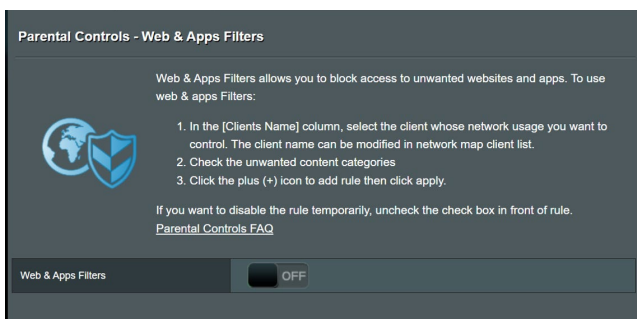 Parental Controls - Web & Apps Filters
Web & Apps Filters allows you to block access to unwanted websites and apps. To use
web & apps Filters:
1. In the [Clients Name] column, select the client whose network usage you want to
control. The client name can be modified in network map client list.
2. Check the unwanted content categories
3. Click the plus (+) icon to add rule then click apply.
If you want to disable the rule temporarily, uncheck the check box in front of rule.
Parental Controls FAQ
Web & Apps Filters
OFF